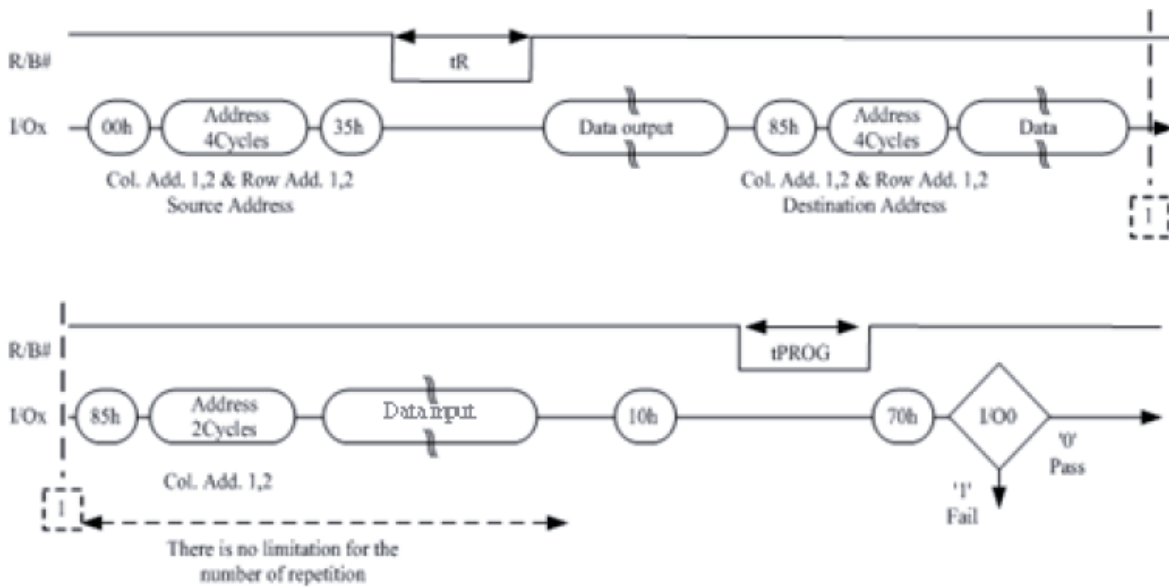 R/B#
tR
I/Ox
00h
Address
4Cycles
35h
Data output
85h
Address
4Cycles
Data
Col. Add. 1,2 & Row Add. 1,2
Source Address
Col. Add. 1,2 & Row Add. 1,2
Destination Address
1
R/B#
tPROG
I/Ox
85h
Address
2Cycles
Data input
10h
70h
I/O0
'0'
Pass
Col. Add. 1,2
'1'
Fail
1
There is no limitation for the
number of repetition